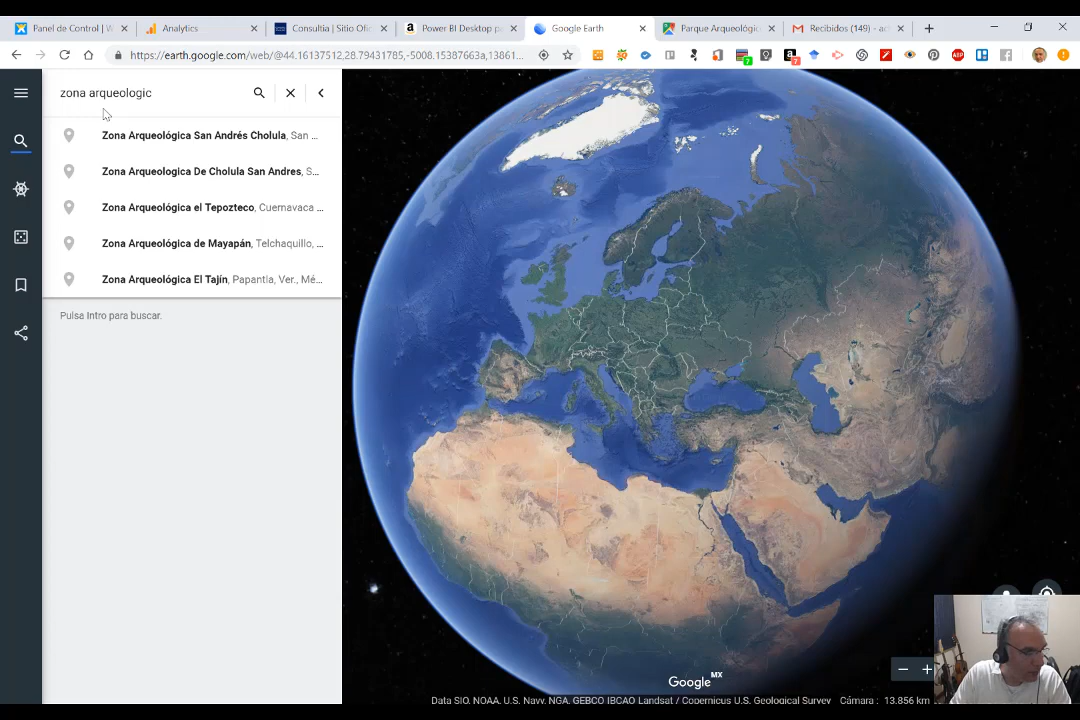 Panel de Control | W
Analytics
Consultia | Sitio Ofic
Power BI Desktop p
Google Earth
Parque Arqueológic
Recibidos (149) - a
https://earth.google.com/web/@44.16137512,28.79431785,-5008.15387663a,13861...
7
7
ABP
zona arqueologic
Zona Arqueológica San Andrés Cholula, San ...
Zona Arqueologica De Cholula San Andres, S...
Zona Arqueológica el Tepozteco, Cuernavaca ...
Zona Arqueológica de Mayapán, Telchaquillo, ...
Zona Arqueológica El Tajín, Papantla, Ver., Mé...
Pulsa Intro para buscar.
Google MX
Data SIO, NOAA, U.S. Navy, NGA, GEBCO IBCAO Landsat / Copernicus U.S. Geological Survey Cámara : 13.856 km